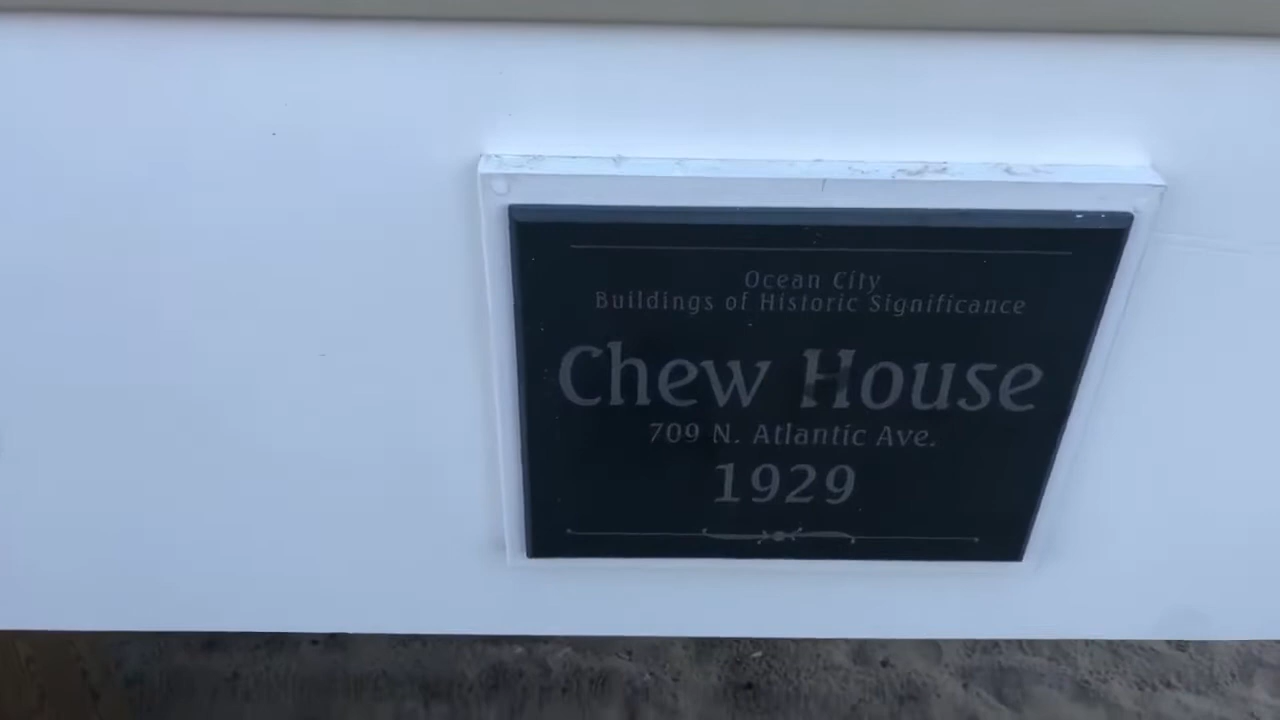 Ocean City
Buildings of Historic Significance
Chew House
709 N. Atlantic Ave.
1929